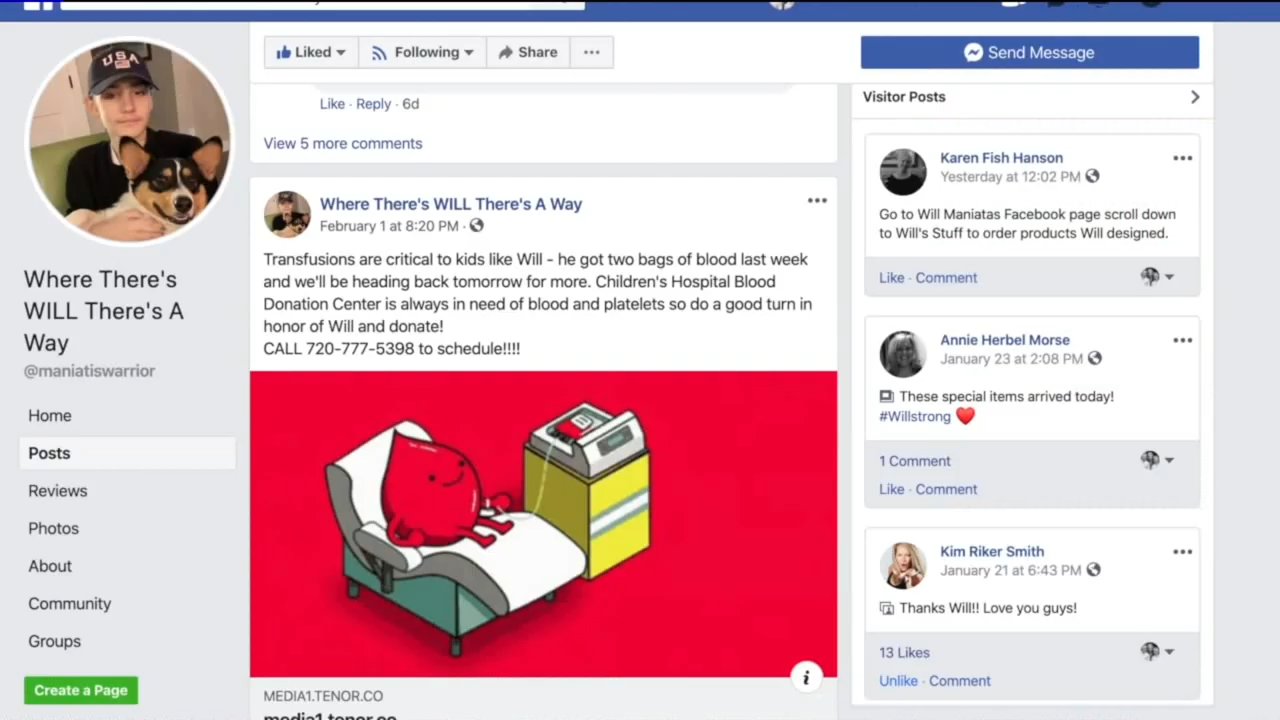 USA
Where There's
WILL There's A
Way
@maniatiswarrior
Home
Posts
Reviews
Photos
About
Community
Groups
Create a Page
Liked
Following
Share
Like · Reply · 6d
View 5 more comments
Where There's WILL There's A Way
February 1 at 8:20 PM ·
Transfusions are critical to kids like Will - he got two bags of blood last week
and we'll be heading back tomorrow for more. Children's Hospital Blood
Donation Center is always in need of blood and platelets so do a good turn in
honor of Will and donate!
CALL 720-777-5398 to schedule!!!!
MEDIA1.TENOR.CO
media1.tenor.co
Send Message
Visitor Posts
Karen Fish Hanson
Yesterday at 12:02 PM
Go to Will Maniatas Facebook page scroll down
to Will's Stuff to order products Will designed.
Like · Comment
Annie Herbel Morse
January 23 at 2:08 PM
These special items arrived today!
#Willstrong ❤️
1 Comment
Like · Comment
Kim Riker Smith
January 21 at 6:43 PM
Thanks Will!! Love you guys!
13 Likes
Unlike · Comment